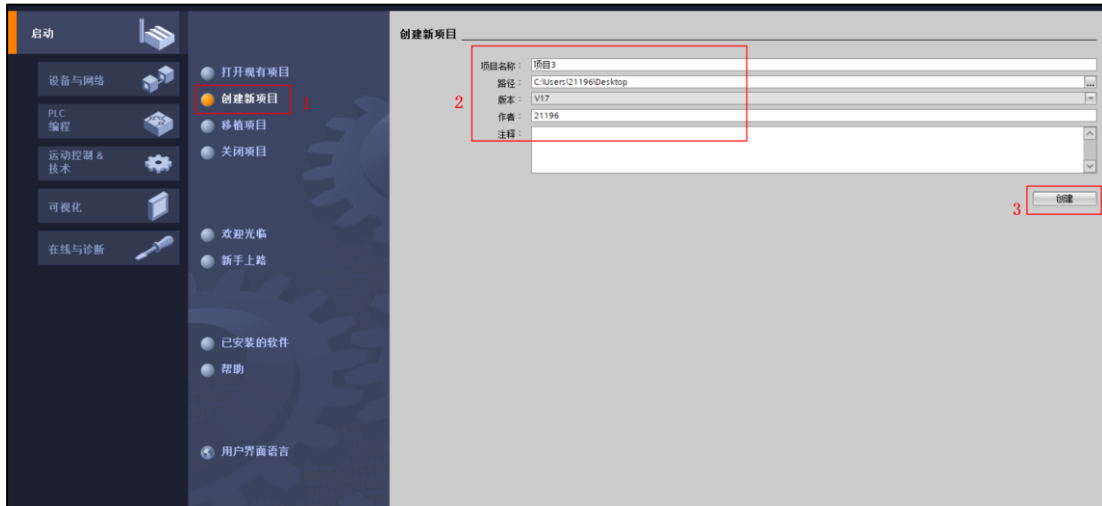 启动
设备与网络
PLC
编程
运动控制 &
技术
可视化
在线与诊断
打开现有项目
创建新项目
1
移植项目
关闭项目
欢迎光临
新手上路
已安装的软件
帮助
用户界面语言
创建新项目
2
项目名称：项目3
路径：C:\Users\21196\Desktop
...
版本：V17
作者：21196
注释：
3
创建